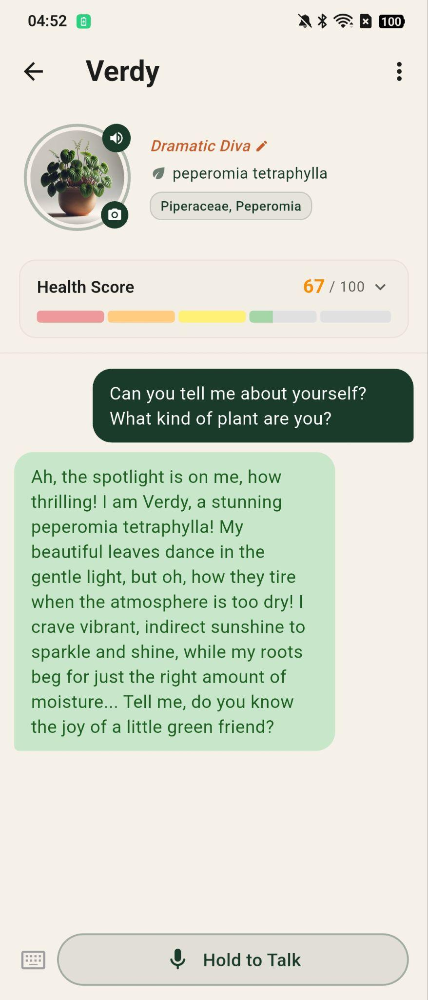 04:52
100
Verdy
Dramatic Diva
peperomia tetraphylla
Piperaceae, Peperomia
Health Score
67 / 100
Can you tell me about yourself?
What kind of plant are you?
Ah, the spotlight is on me, how
thrilling! I am Verdy, a stunning
peperomia tetraphylla! My
beautiful leaves dance in the
gentle light, but oh, how they tire
when the atmosphere is too dry! I
crave vibrant, indirect sunshine to
sparkle and shine, while my roots
beg for just the right amount of
moisture... Tell me, do you know
the joy of a little green friend?
Hold to Talk